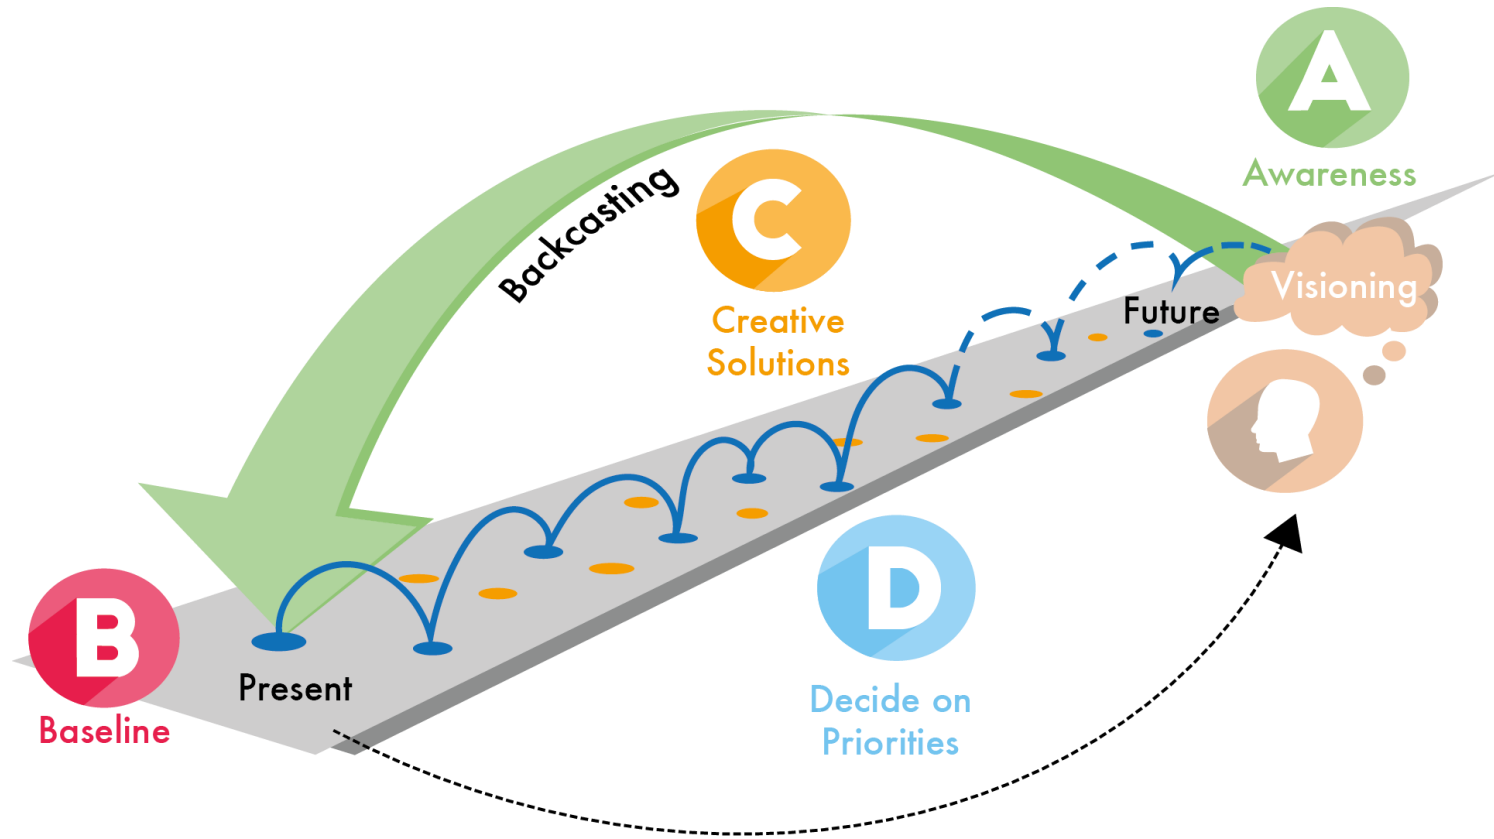 A
Awareness
Backcasting
C
Creative
Solutions
Visioning
Future
D
Decide on
Priorities
B
Baseline
Present